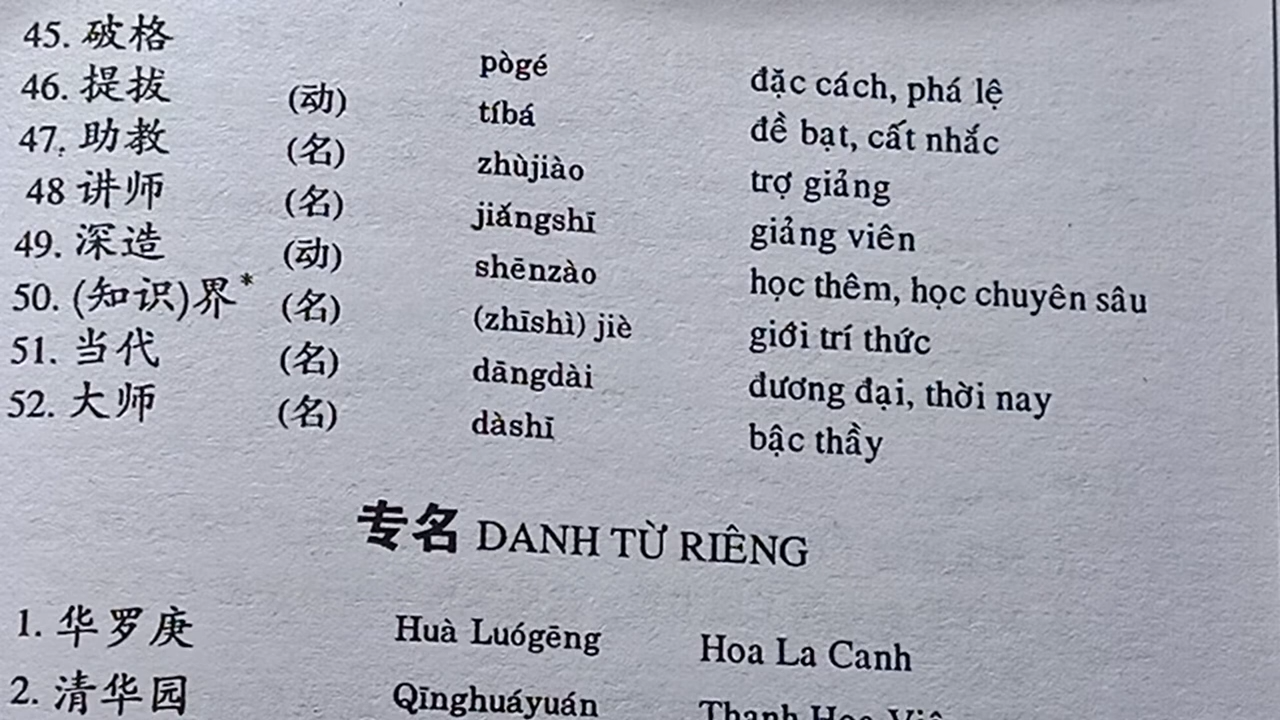 45. 破格 pògé đặc cách, phá lệ
46. 提拔 (动) tíbá đề bạt, cất nhắc
47. 助教 (名) zhùjiào trợ giảng
48 讲师 (名) jiǎngshī giảng viên
49. 深造 (动) shēnzào học thêm, học chuyên sâu
50. (知识)界* (名) (zhīshì) jiè giới trí thức
51. 当代 (名) dāngdài đương đại, thời nay
52. 大师 (名) dàshī bậc thầy
专名 DANH TỪ RIÊNG
1. 华罗庚 Huà Luógēng Hoa La Canh
2. 清华园 Qīnghuáyuán Thanh Hoa